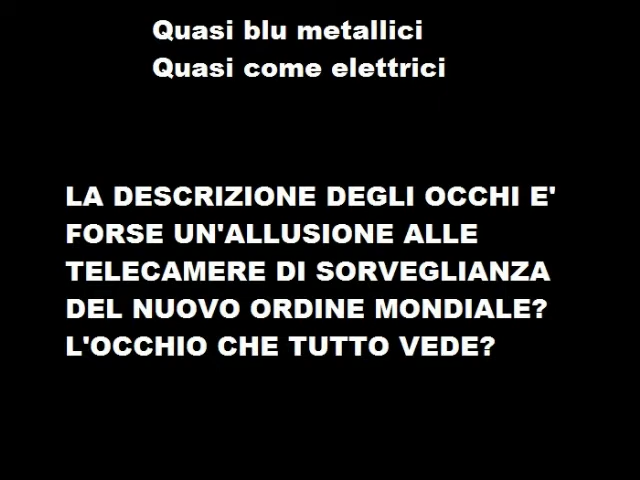 Quasi blu metallici
Quasi come elettrici
LA DESCRIZIONE DEGLI OCCHI E'
FORSE UN'ALLUSIONE ALLE
TELECAMERE DI SORVEGLIANZA
DEL NUOVO ORDINE MONDIALE?
L'OCCHIO CHE TUTTO VEDE?